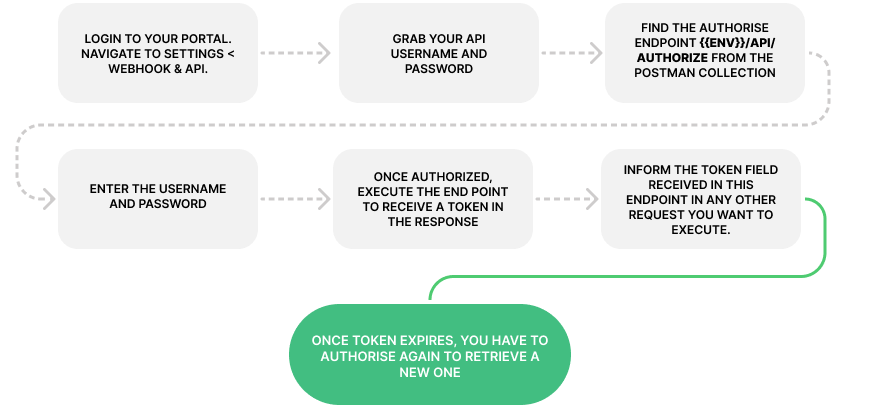 LOGIN TO YOUR PORTAL.
NAVIGATE TO SETTINGS <
WEBHOOK & API.
GRAB YOUR API
USERNAME AND
PASSWORD
FIND THE AUTHORISE
ENDPOINT {{ENV}}/API/
AUTHORIZE FROM THE
POSTMAN COLLECTION
ENTER THE USERNAME
AND PASSWORD
ONCE AUTHORIZED,
EXECUTE THE END POINT
TO RECEIVE A TOKEN IN
THE RESPONSE
INFORM THE TOKEN FIELD
RECEIVED IN THIS
ENDPOINT IN ANY OTHER
REQUEST YOU WANT TO
EXECUTE.
ONCE TOKEN EXPIRES, YOU HAVE TO
AUTHORISE AGAIN TO RETRIEVE A
NEW ONE